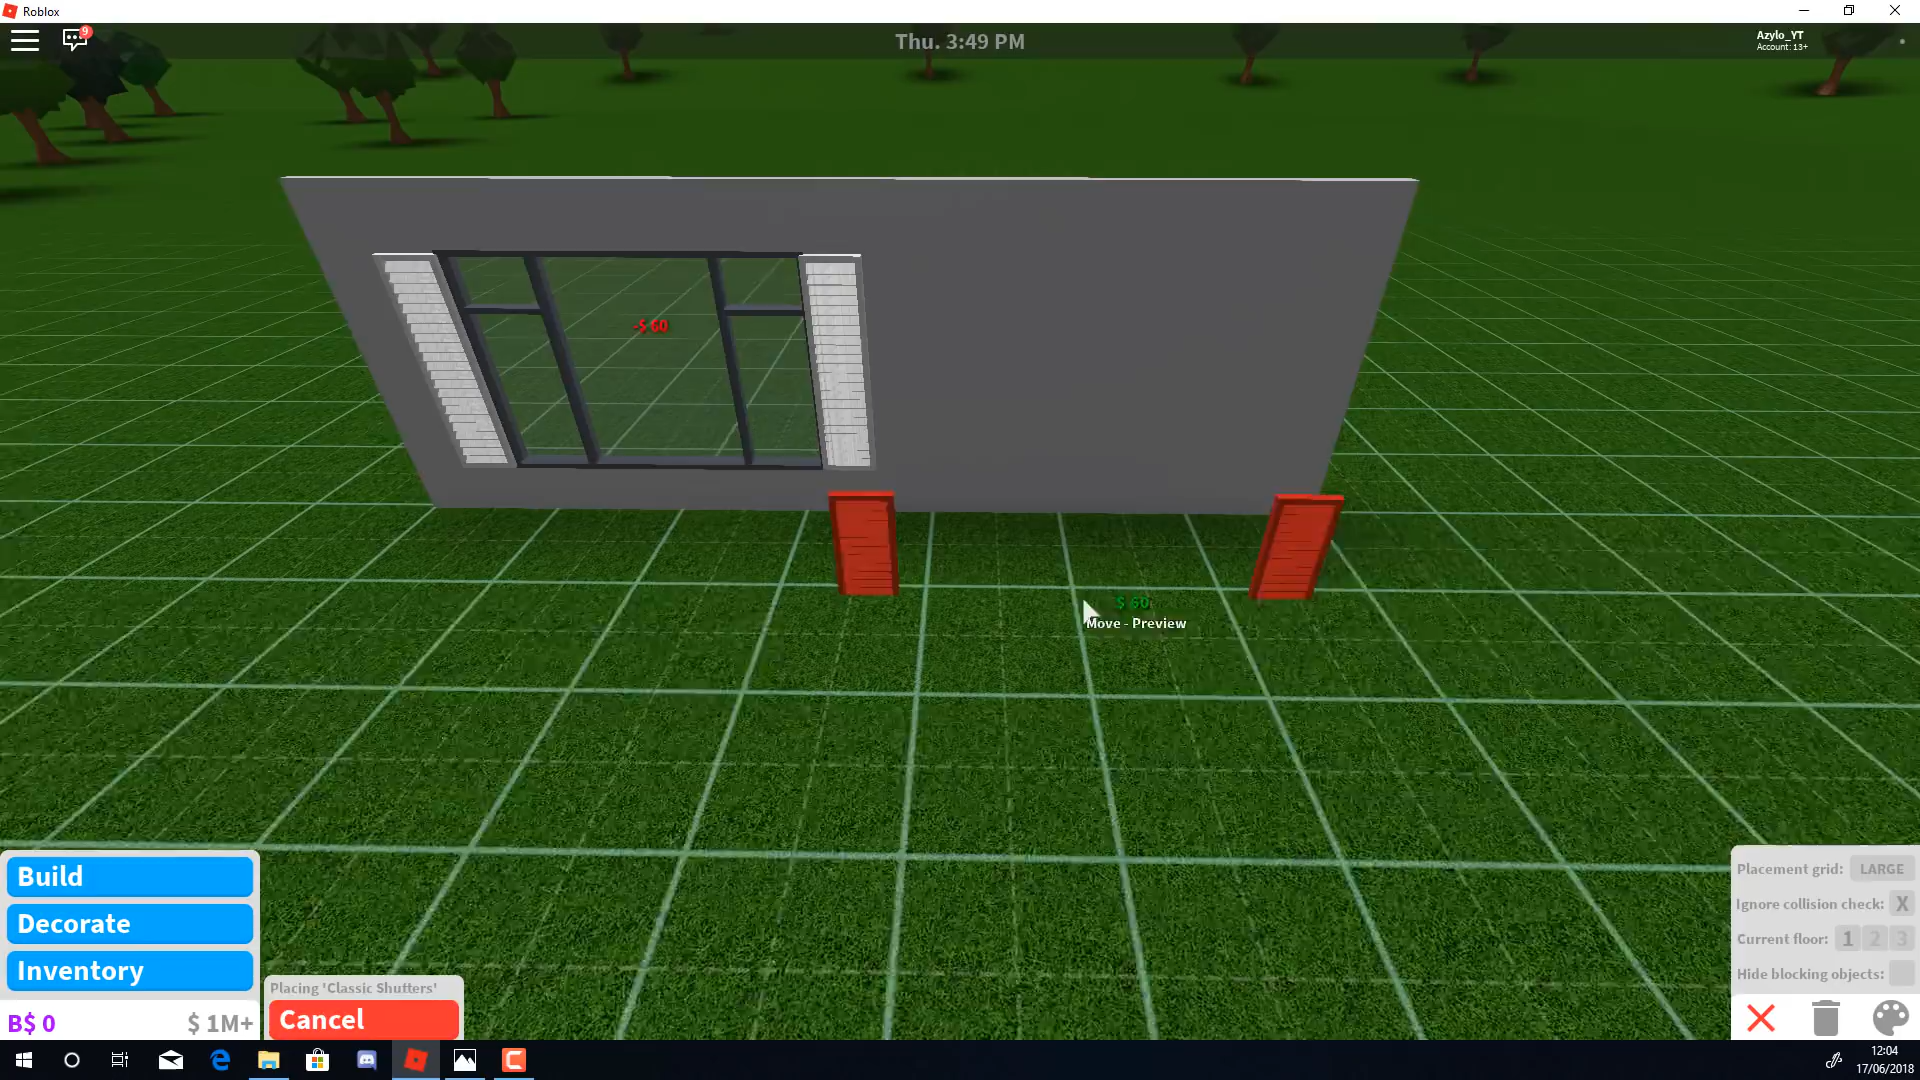 Roblox
9
Thu. 3:49 PM
Azylo_YT
Account: 13+
-$ 60
$ 60
Move - Preview
Build
Decorate
Inventory
B$ 0
$ 1M+
Placing 'Classic Shutters'
Cancel
Placement grid: LARGE
Ignore collision check: X
Current floor: 1 2 3
Hide blocking objects:
12:04
17/06/2018